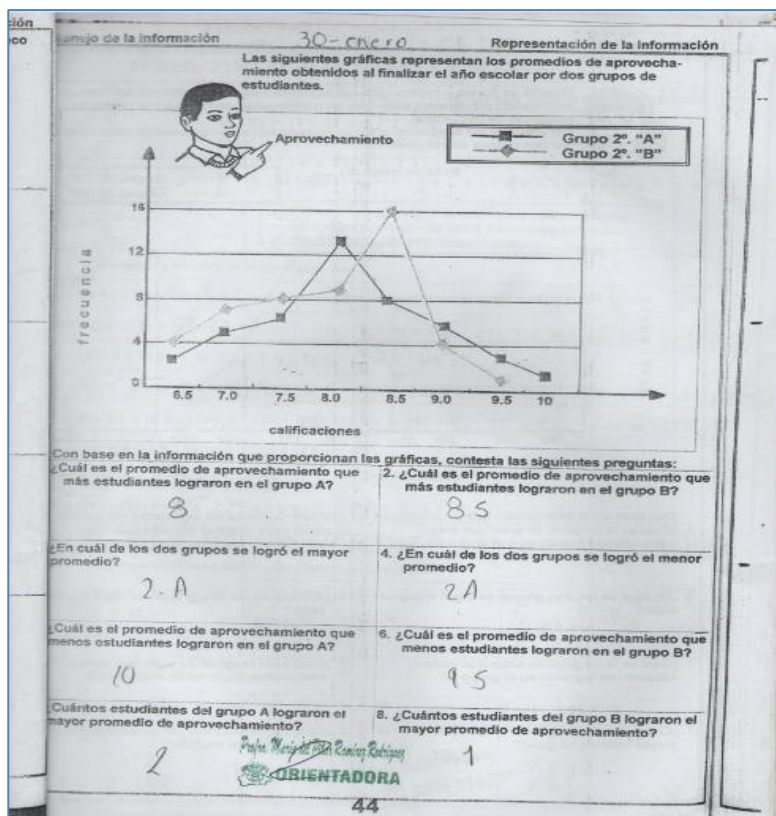 ión
co
anejo de la información 30-enero Representación de la Información
Las siguientes gráficas representan los promedios de aprovecha-
miento obtenidos al finalizar el año escolar por dos grupos de
estudiantes.
Aprovechamiento
Grupo 2º. "A"
Grupo 2º. "B"
frecuencia
16
12
8
4
0
6.5 7.0 7.5 8.0 8.5 9.0 9.5 10
calificaciones
Con base en la información que proporcionan las gráficas, contesta las siguientes preguntas:
¿Cuál es el promedio de aprovechamiento que
más estudiantes lograron en el grupo A?
8
2. ¿Cuál es el promedio de aprovechamiento que
más estudiantes lograron en el grupo B?
8 5
¿En cuál de los dos grupos se logró el mayor
promedio?
2. A
4. ¿En cuál de los dos grupos se logró el menor
promedio?
2 A
¿Cuál es el promedio de aprovechamiento que
menos estudiantes lograron en el grupo A?
10
6. ¿Cuál es el promedio de aprovechamiento que
menos estudiantes lograron en el grupo B?
9 5
¿Cuántos estudiantes del grupo A lograron el
mayor promedio de aprovechamiento?
2
8. ¿Cuántos estudiantes del grupo B lograron el
mayor promedio de aprovechamiento?
1
Profra. Ramírez Rodríguez
ORIENTADORA
44